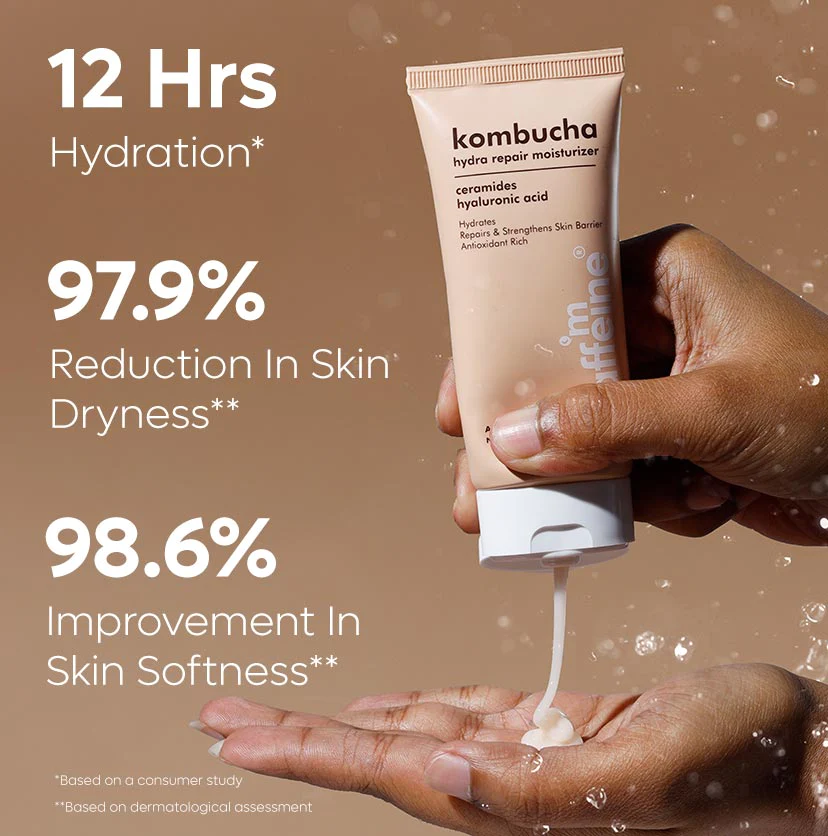 12 Hrs
Hydration*
97.9%
Reduction In Skin
Dryness**
98.6%
Improvement In
Skin Softness**
*Based on a consumer study
**Based on dermatological assessment
kombucha
hydra repair moisturizer
ceramides
hyaluronic acid
Hydrates
Repairs & Strengthens Skin Barrier
Antioxidant Rich
m
affeine